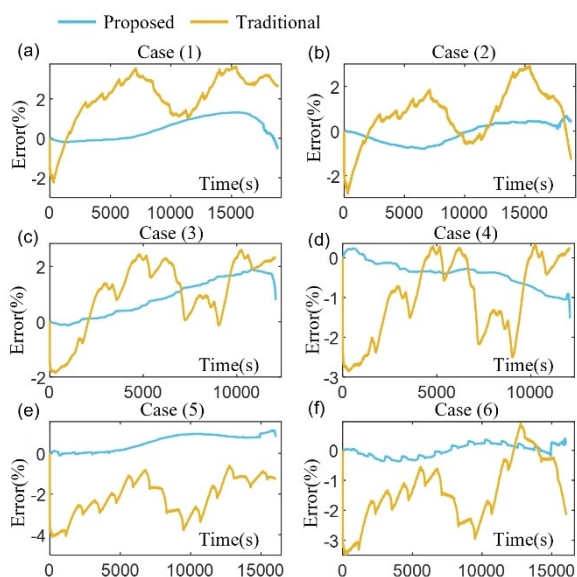 Proposed Traditional
(a) Case (1)
Error(%)
2
0
-2
Time(s)
0 5000 10000 15000
(b) Case (2)
Error(%)
2
0
-2
Time(s)
0 5000 10000 15000
(c) Case (3)
Error(%)
2
0
-2
Time(s)
0 5000 10000
(d) Case (4)
Error(%)
0
-1
-2
-3
Time(s)
0 5000 10000
(e) Case (5)
Error(%)
0
-2
-4
Time(s)
0 5000 10000 15000
(f) Case (6)
Error(%)
0
-1
-2
-3
Time(s)
0 5000 10000 15000